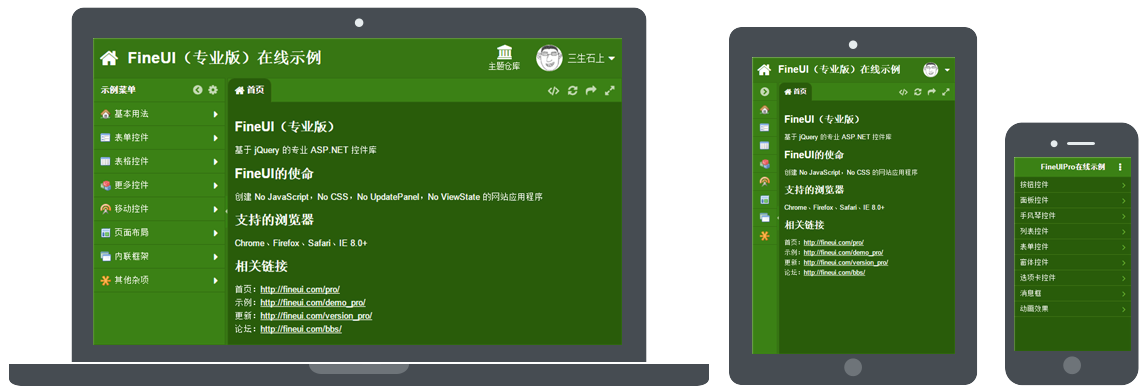 FineUI（专业版）在线示例
主题仓库
三生石上
示例菜单
首页
基本用法
表单控件
表格控件
更多控件
移动控件
页面布局
内联框架
其他杂项
FineUI（专业版）
基于 jQuery 的专业 ASP.NET 控件库
FineUI的使命
创建 No JavaScript，No CSS，No UpdatePanel，No ViewState 的网站应用程序
支持的浏览器
Chrome、Firefox、Safari、IE 8.0+
相关链接
首页：http://fineui.com/pro/
示例：http://fineui.com/demo_pro/
更新：http://fineui.com/version_pro/
论坛：http://fineui.com/bbs/
FineUI（专业版）在线示例
首页
FineUI（专业版）
基于 jQuery 的专业 ASP.NET 控件库
FineUI的使命
创建 No JavaScript，No CSS 的网站应用程序
支持的浏览器
Chrome、Firefox、Safari、IE 8.0+
相关链接
首页：http://fineui.com/pro/
示例：http://fineui.com/demo_pro/
更新：http://fineui.com/version_pro/
论坛：http://fineui.com/bbs/
FineUIPro在线示例
按钮控件
面板控件
手风琴控件
列表控件
表单控件
窗体控件
选项卡控件
消息框
动画效果